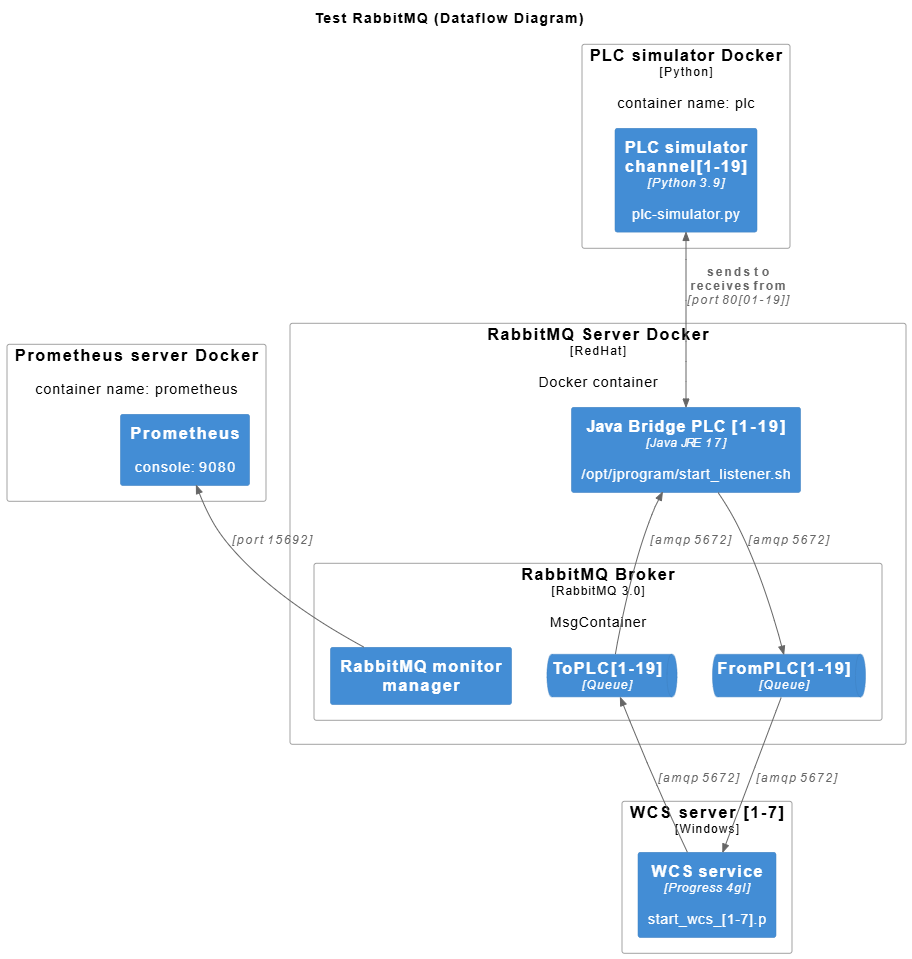 Test RabbitMQ (Dataflow Diagram)
PLC simulator Docker
[Python]
container name: plc
PLC simulator
channel[1-19]
[Python 3.9]
plc-simulator.py
sends to
receives from
[port 80[01-19]]
RabbitMQ Server Docker
[RedHat]
Docker container
Prometheus server Docker
container name: prometheus
Prometheus
console: 9080
Java Bridge PLC [1-19]
[Java JRE 17]
/opt/jprogram/start_listener.sh
[port 15692]
[amqp 5672]
[amqp 5672]
RabbitMQ Broker
[RabbitMQ 3.0]
MsgContainer
RabbitMQ monitor
manager
ToPLC[1-19]
[Queue]
FromPLC[1-19]
[Queue]
[amqp 5672]
[amqp 5672]
WCS server [1-7]
[Windows]
WCS service
[Progress 4gl]
start_wcs_[1-7].p